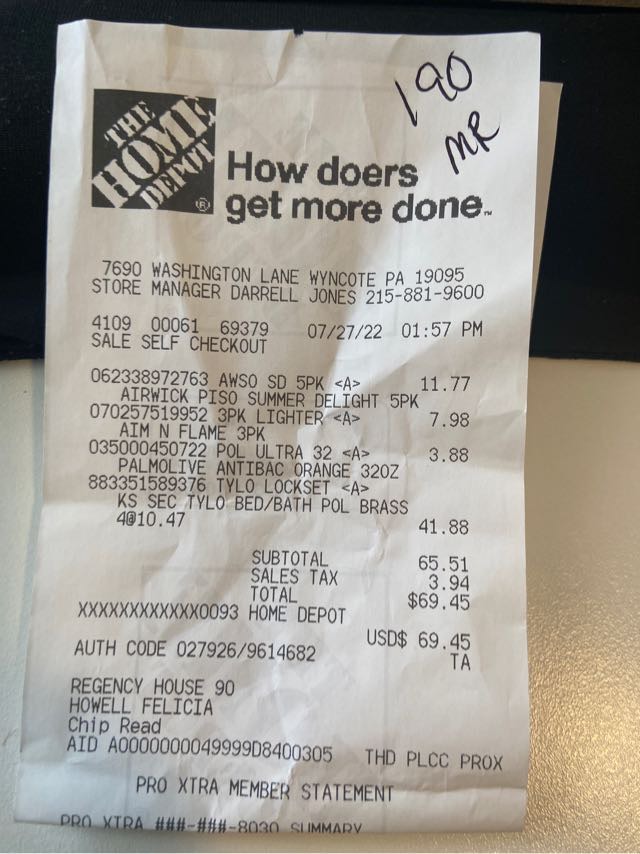 190
MR
THE
HOME
DEPOT
®
How doers
get more done.™
7690 WASHINGTON LANE WYNCOTE PA 19095
STORE MANAGER DARRELL JONES 215-881-9600
4109 00061 69379 07/27/22 01:57 PM
SALE SELF CHECKOUT
062338972763 AWSO SD 5PK <A> 11.77
AIRWICK PISO SUMMER DELIGHT 5PK
070257519952 3PK LIGHTER <A> 7.98
AIM N FLAME 3PK
035000450722 POL ULTRA 32 <A> 3.88
PALMOLIVE ANTIBAC ORANGE 32OZ
883351589376 TYLO LOCKSET <A>
KS SEC TYLO BED/BATH POL BRASS
4@10.47 41.88
SUBTOTAL 65.51
SALES TAX 3.94
TOTAL $69.45
XXXXXXXXXXXX0093 HOME DEPOT
USD$ 69.45
AUTH CODE 027926/9614682 TA
REGENCY HOUSE 90
HOWELL FELICIA
Chip Read
AID A0000000049999D8400305 THD PLCC PROX
PRO XTRA MEMBER STATEMENT
PRO XTRA ###-###-8030 SUMMARY